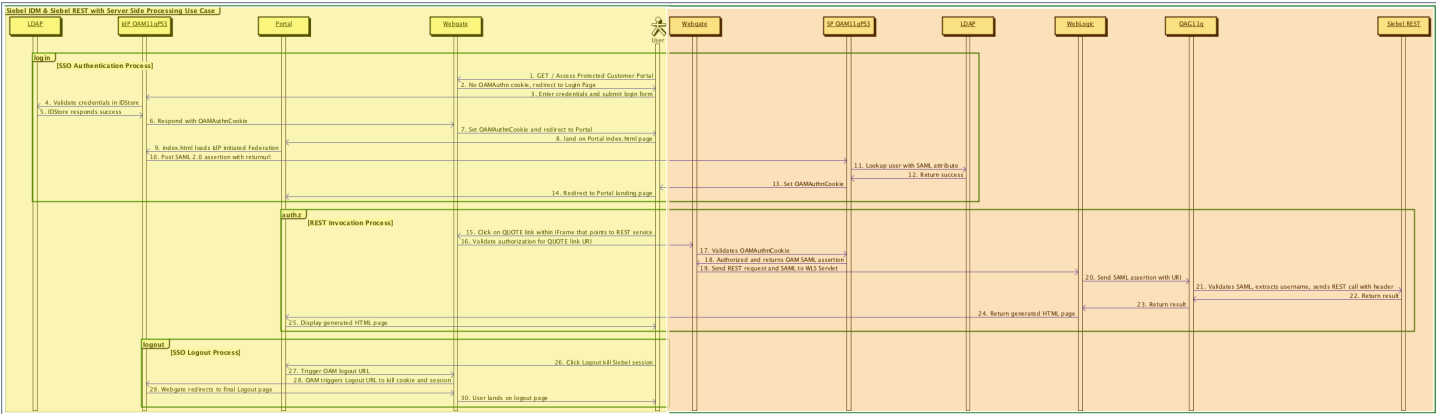 Siebel IDM & Siebel REST with Server Side Processing Use Case
LDAP
IdP OAM11gPS3
Portal
Webgate
User
Webgate
SP OAM11gPS3
LDAP
WebLogic
OAG11g
Siebel REST
login
[SSO Authentication Process]
1. GET / Access Protected Customer Portal
2. No OAMAuthn cookie, redirect to Login Page
3. Enter credentials and submit login form
4. Validate credentials in IDStore
5. IDStore responds success
6. Respond with OAMAuthnCookie
7. Set OAMAuthnCookie and redirect to Portal
8. land on Portal index.html page
9. index.html loads IdP initiated Federation
10. Post SAML 2.0 assertion with returnurl
11. Lookup user with SAML attribute
12. Return success
13. Set OAMAuthnCookie
14. Redirect to Portal landing page
authz
[REST Invocation Process]
15. Click on QUOTE link within iFrame that points to REST service
16. Validate authorization for QUOTE link URI
17. Validates OAMAuthnCookie
18. Authorized and returns OAM SAML assertion
19. Send REST request and SAML to WLS Servlet
20. Send SAML assertion with URI
21. Validates SAML, extracts username, sends REST call with header
22. Return result
23. Return result
24. Return generated HTML page
25. Display generated HTML page
logout
[SSO Logout Process]
26. Click Logout kill Siebel session
27. Trigger OAM logout URL
28. OAM triggers Logout URL to kill cookie and session
29. Webgate redirects to final Logout page
30. User lands on logout page